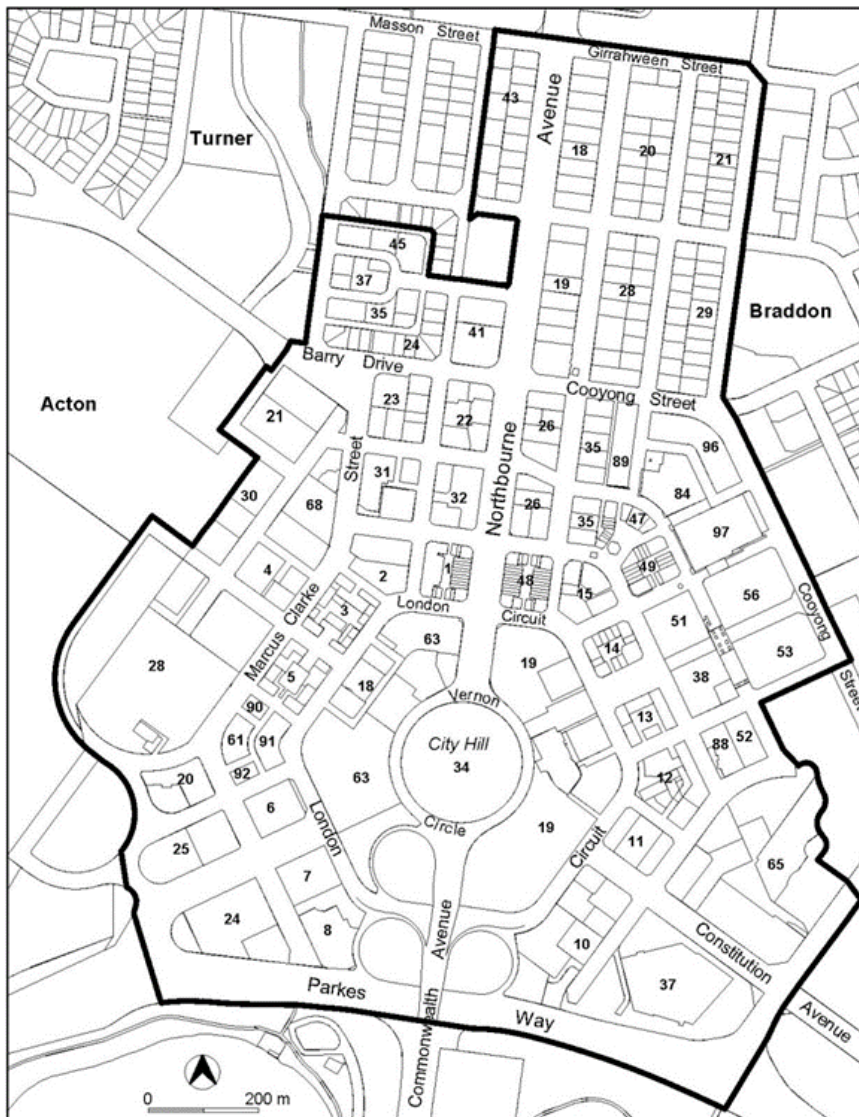 Masson Street
Girrahween Street
43
Avenue
Turner
18
20
21
45
37
19
28
29
35
Braddon
24
41
Barry Drive
Cooyong Street
Acton
23
22
21
26
35
89
96
Street
31
30
68
32
Northbourne
26
35
47
84
97
4
2
1
48
15
49
56
Clarke
3
London
Circuit
51
Cooyong
Marcus
63
14
53
28
5
18
19
38
Street
Vernon
90
13
61
91
City Hill
88
52
34
92
12
20
63
6
London
Circle
19
Circuit
11
65
25
7
24
8
Avenue
10
Constitution
37
Parkes
Way
Commonwealth
Avenue
0
200 m